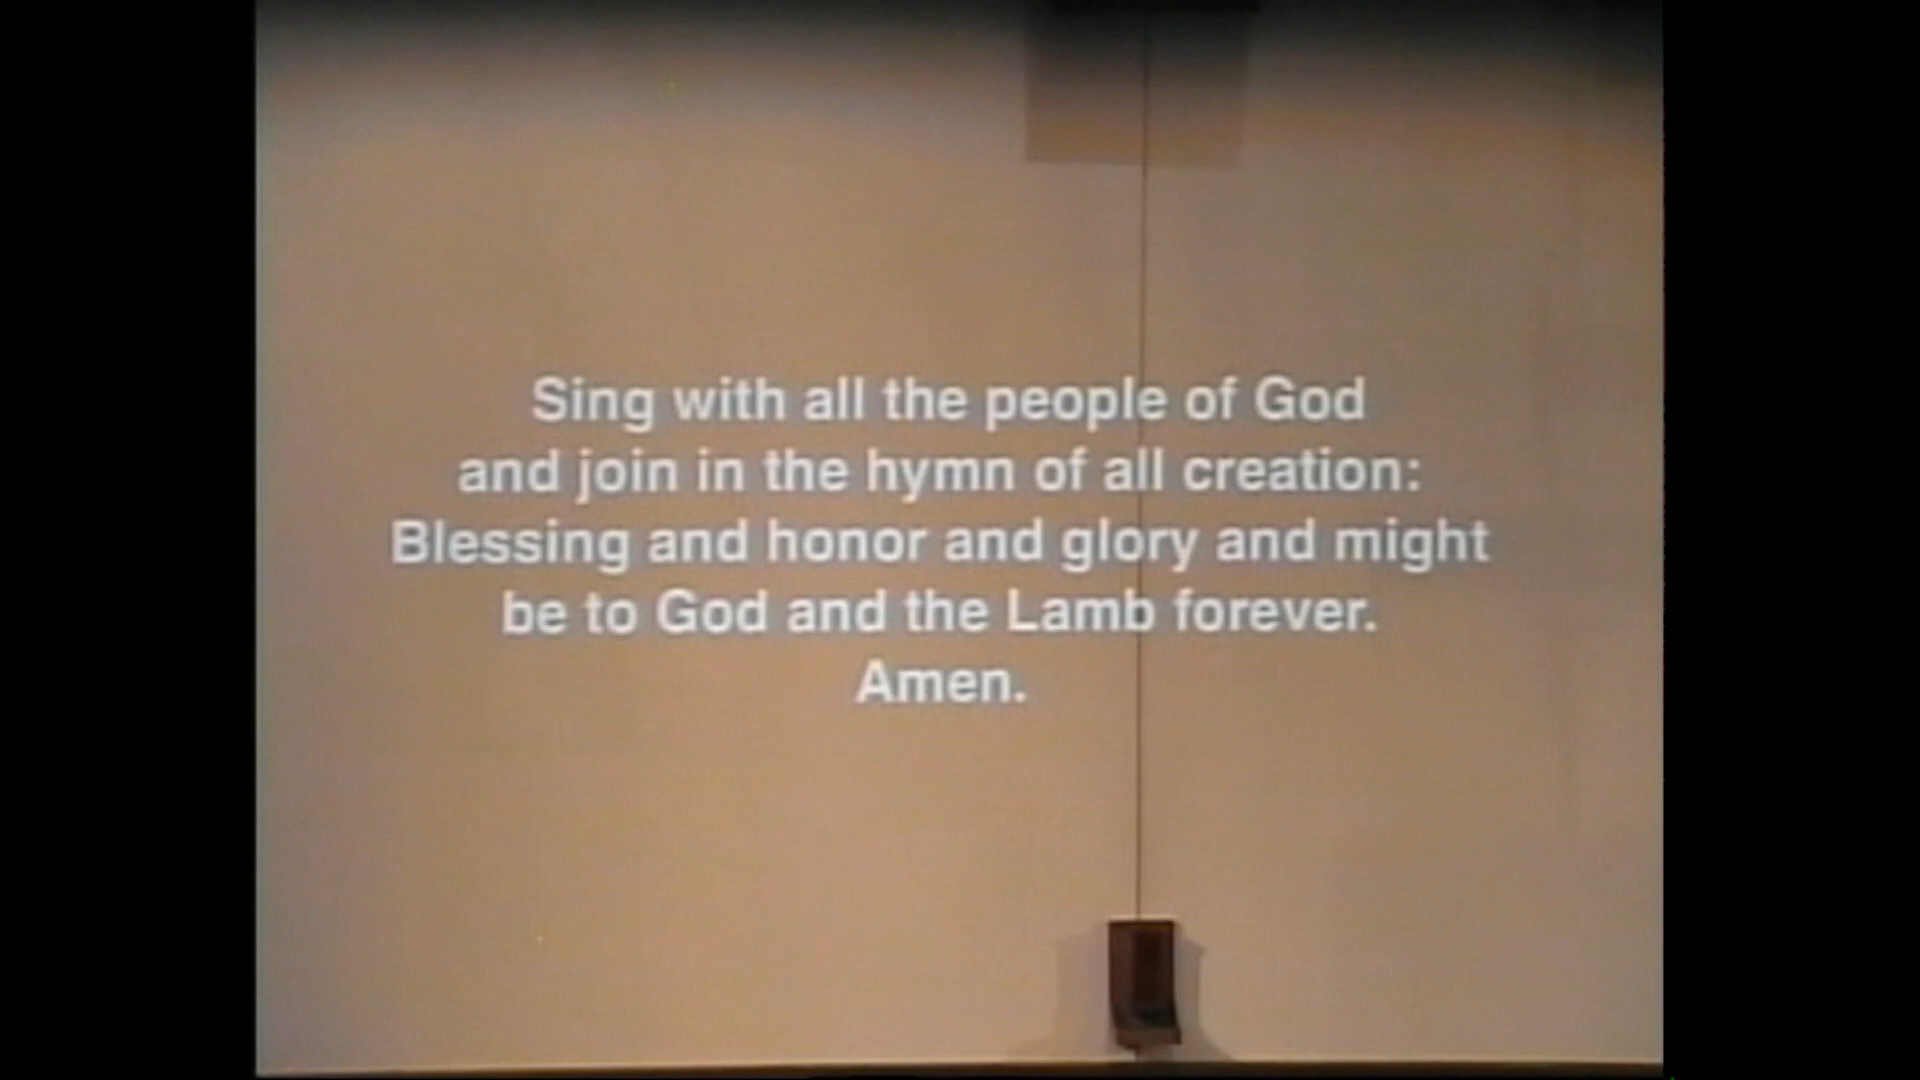 Sing with all the people of God
and join in the hymn of all creation:
Blessing and honor and glory and might
be to God and the Lamb forever.
Amen.